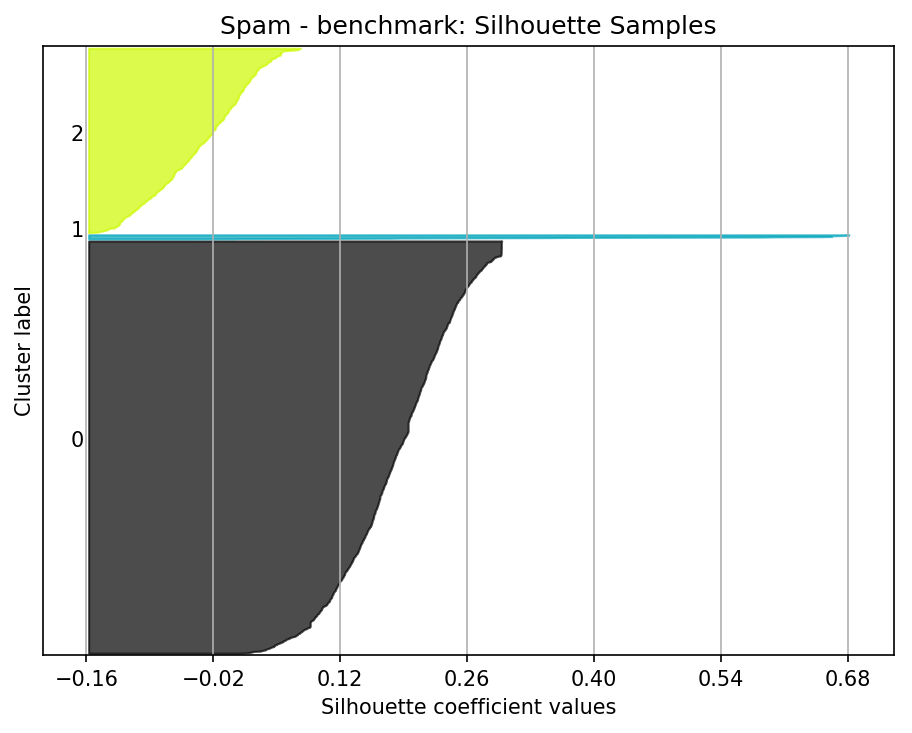 Spam - benchmark: Silhouette Samples
2
1
0
Cluster label
−0.16 −0.02 0.12 0.26 0.40 0.54 0.68
Silhouette coefficient values